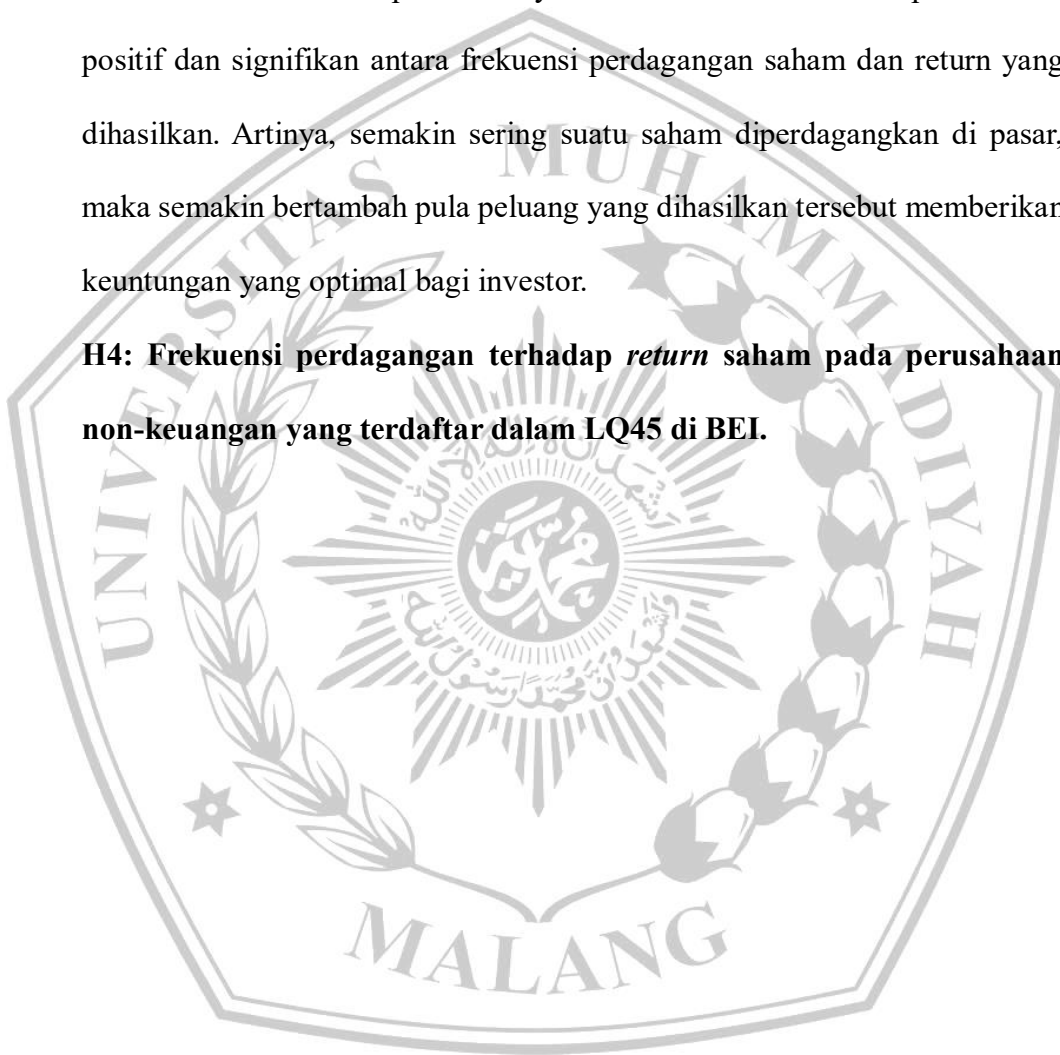 positif dan signifikan antara frekuensi perdagangan saham dan return yang
dihasilkan. Artinya, semakin sering suatu saham diperdagangkan di pasar,
maka semakin bertambah pula peluang yang dihasilkan tersebut memberikan
keuntungan yang optimal bagi investor.
H4: Frekuensi perdagangan terhadap return saham pada perusahaan
non-keuangan yang terdaftar dalam LQ45 di BEI.
UNIVERSITAS MUHAMMADIYAH
MALANG